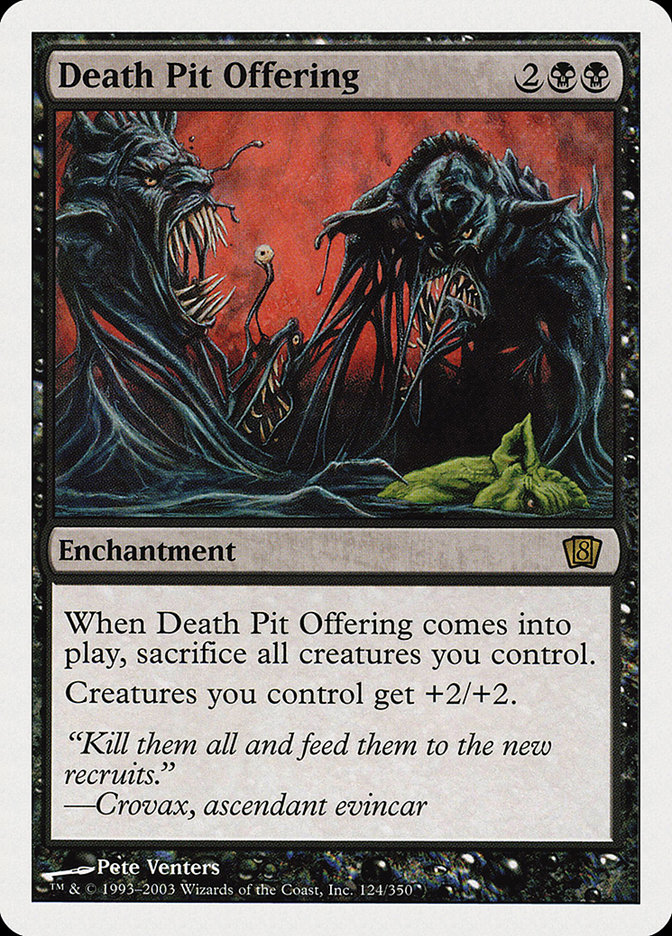 Death Pit Offering 2
Enchantment 8
When Death Pit Offering comes into
play, sacrifice all creatures you control.
Creatures you control get +2/+2.
“Kill them all and feed them to the new
recruits.”
—Crovax, ascendant evincar
Pete Venters
™ & © 1993–2003 Wizards of the Coast, Inc. 124/350